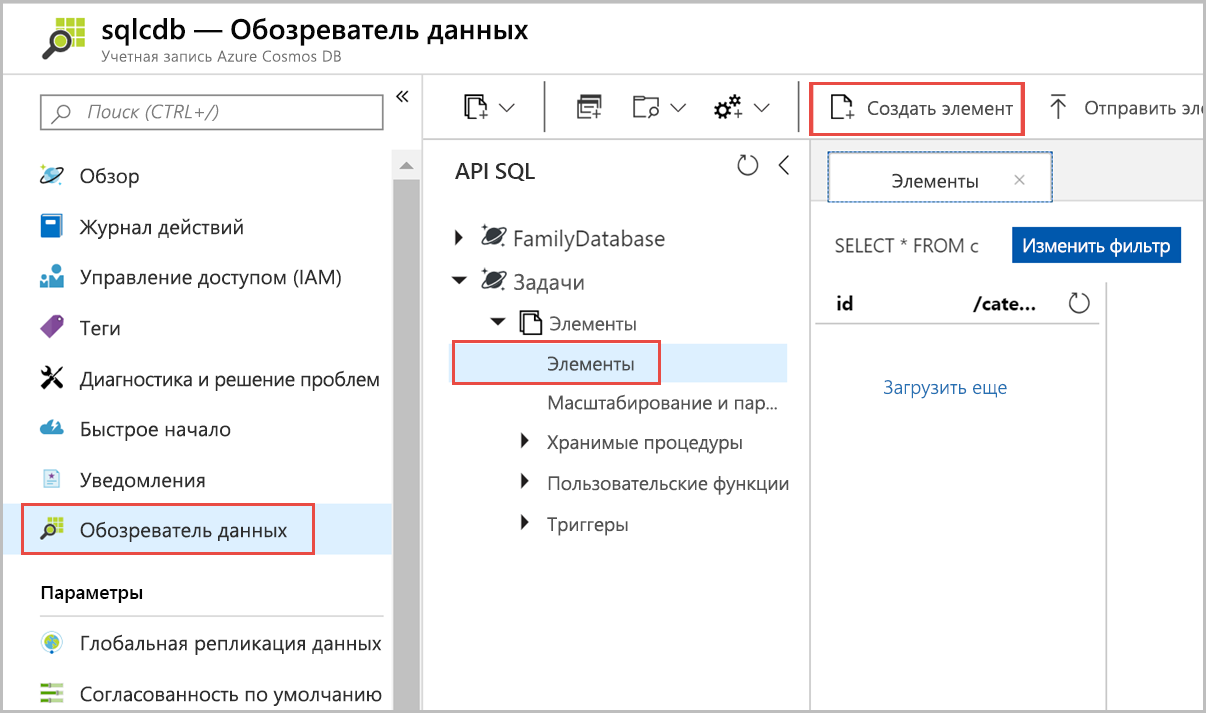 sqlcdb — Обозреватель данных
Учетная запись Azure Cosmos DB
Поиск (CTRL+/)
«
Обзор
Журнал действий
Управление доступом (IAM)
Теги
Диагностика и решение проблем
Быстрое начало
Уведомления
Обозреватель данных
Параметры
Глобальная репликация данных
Согласованность по умолчанию
Создать элемент
Отправить эл
API SQL
FamilyDatabase
Задачи
Элементы
Элементы
Масштабирование и пар...
Хранимые процедуры
Пользовательские функции
Триггеры
Элементы
SELECT * FROM c
Изменить фильтр
id /cate...
Загрузить еще